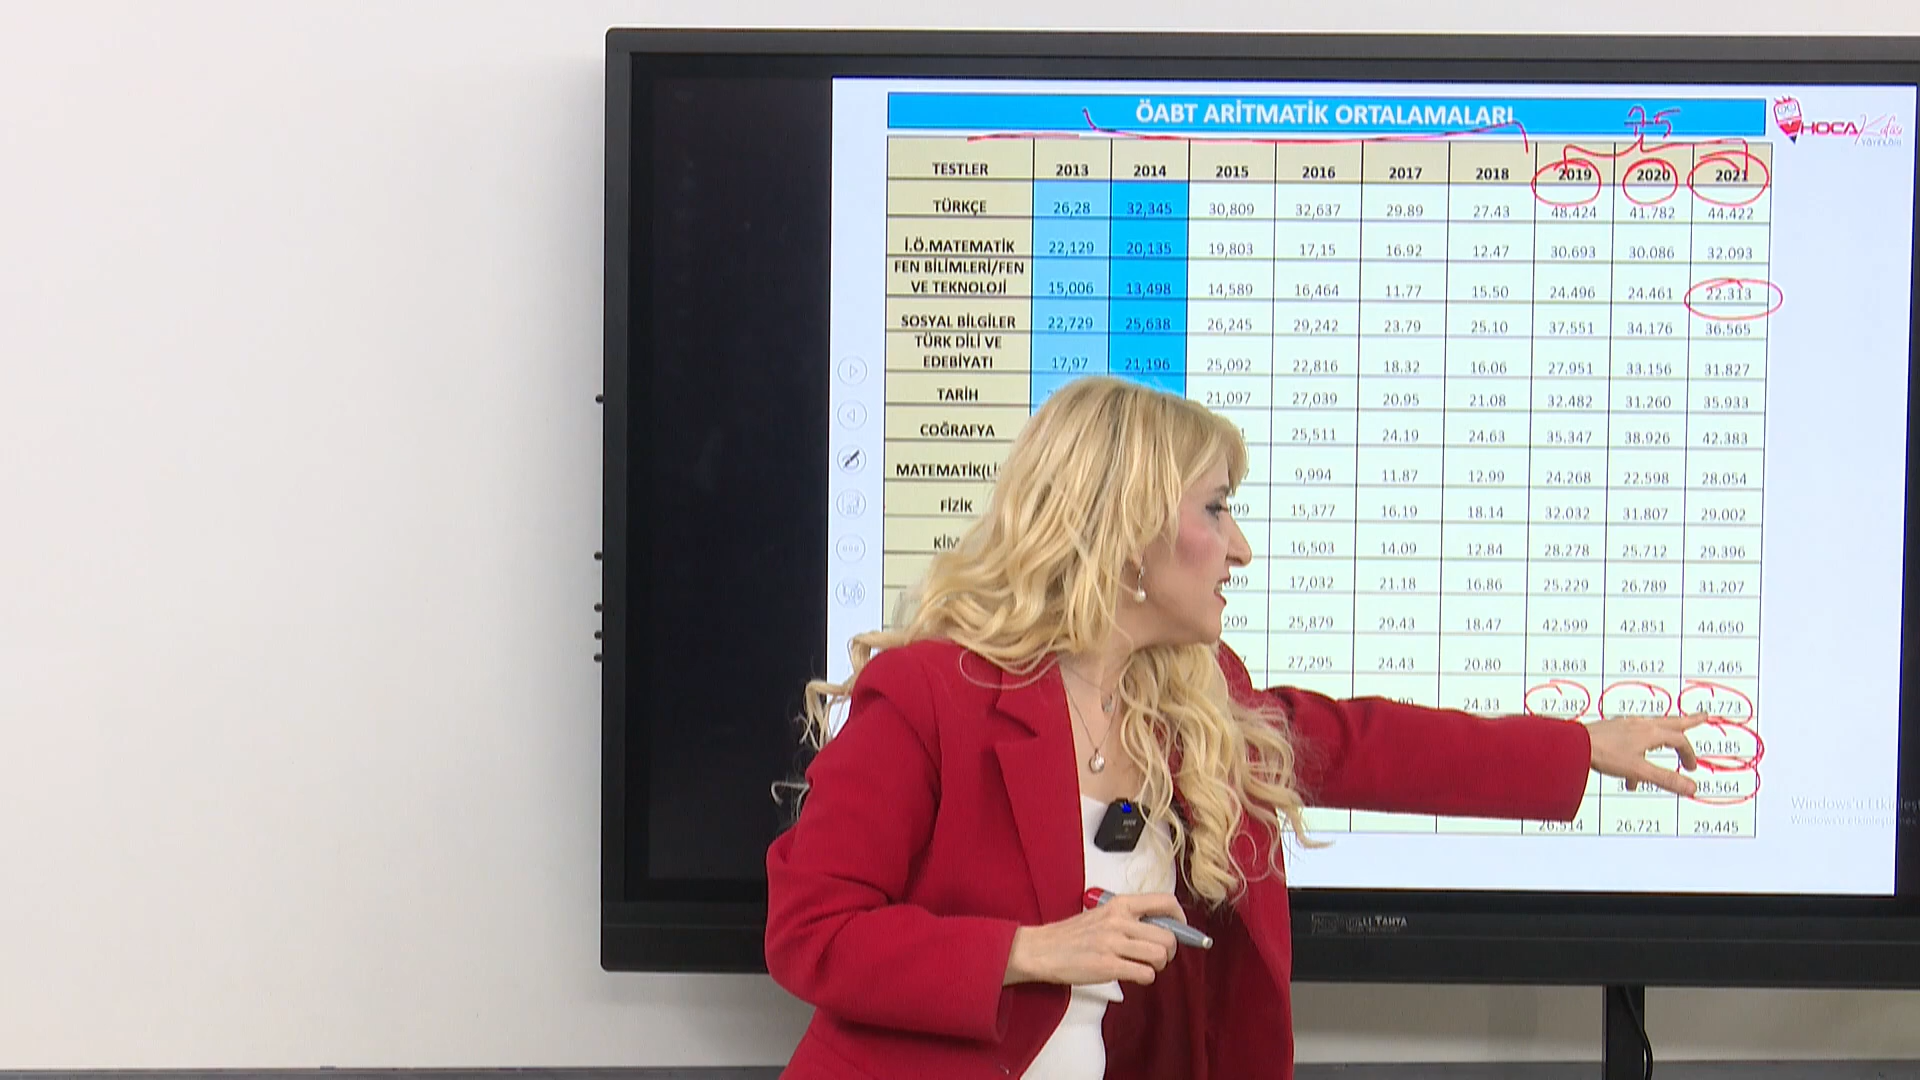 ÖABT ARİTMATİK ORTALAMALARI
75
HOCA Kafası
YAYINLARI
TESTLER 2013 2014 2015 2016 2017 2018 2019 2020 2021
TÜRKÇE 26,28 32,345 30,809 32,637 29.89 27.43 48.424 41.782 44.422
İ.Ö.MATEMATİK 22,129 20,135 19,803 17,15 16.92 12.47 30.693 30.086 32.093
FEN BİLİMLERİ/FEN
VE TEKNOLOJİ 15,006 13,498 14,589 16,464 11.77 15.50 24.496 24.461 22.313
SOSYAL BİLGİLER 22,729 25,638 26,245 29,242 23.79 25.10 37.551 34.176 36.565
TÜRK DİLİ VE
EDEBİYATI 17,97 21,196 25,092 22,816 18.32 16.06 27.951 33.156 31.827
TARİH 21,097 27,039 20.95 21.08 32.482 31.260 35.933
COĞRAFYA 25,511 24.19 24.63 35.347 38.926 42.383
MATEMATİK(Lİ 9,994 11.87 12.99 24.268 22.598 28.054
FİZİK 15,377 16.19 18.14 32.032 31.807 29.002
16,503 14.09 12.84 28.278 25.712 29.396
17,032 21.18 16.86 25.229 26.789 31.207
209 25,879 29.43 18.47 42.599 42.851 44.650
27,295 24.43 20.80 33.863 35.612 37.465
24.33 37.382 37.718 43.773
50.185
38.564
26.514 26.721 29.445
Windows'u Etkinleşt